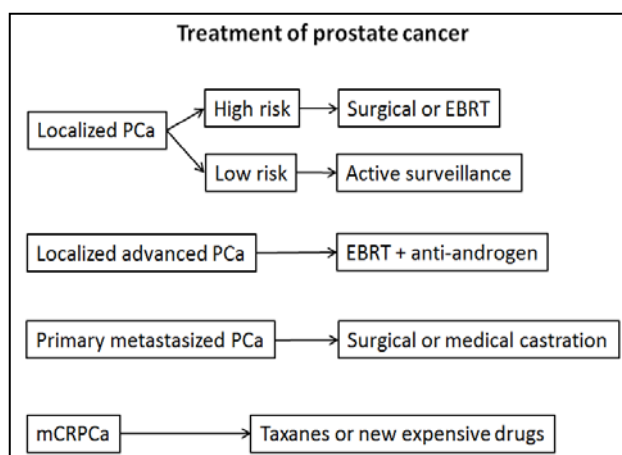 Treatment of prostate cancer
High risk
Surgical or EBRT
Localized PCa
Low risk
Active surveillance
Localized advanced PCa
EBRT + anti-androgen
Primary metastasized PCa
Surgical or medical castration
mCRPCa
Taxanes or new expensive drugs